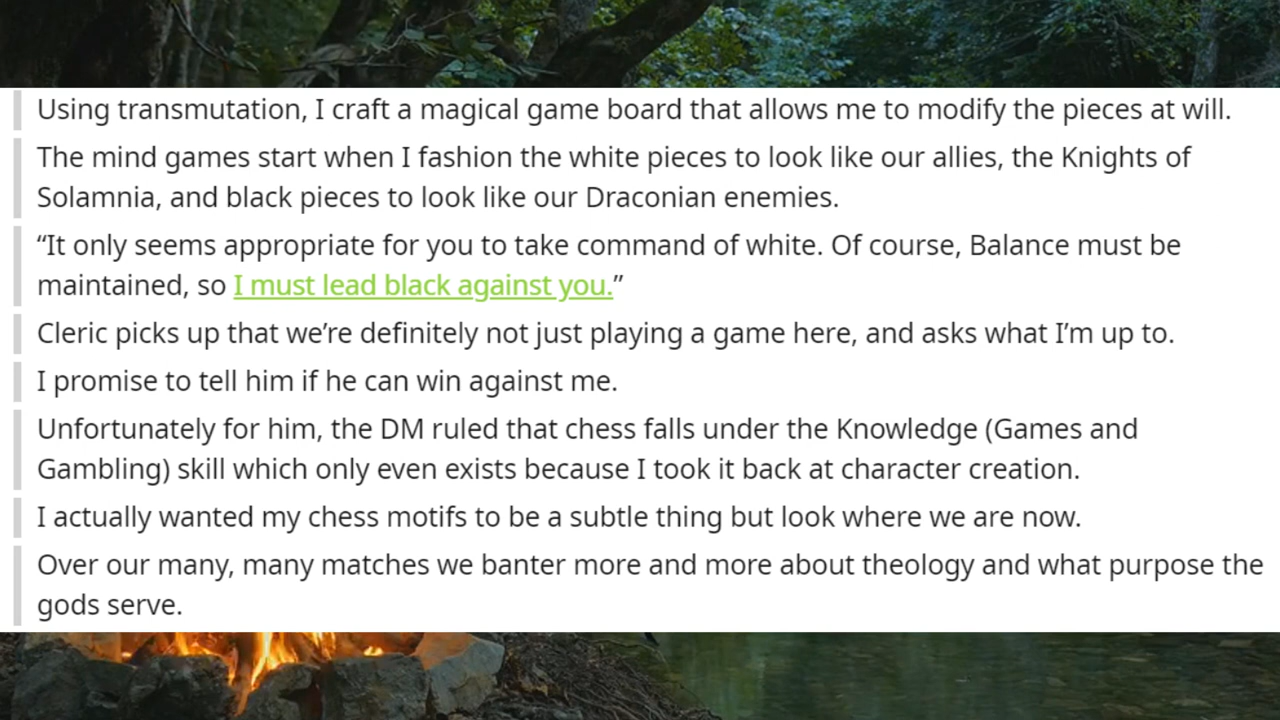 Using transmutation, I craft a magical game board that allows me to modify the pieces at will.
The mind games start when I fashion the white pieces to look like our allies, the Knights of
Solamnia, and black pieces to look like our Draconian enemies.
“It only seems appropriate for you to take command of white. Of course, Balance must be
maintained, so I must lead black against you.”
Cleric picks up that we’re definitely not just playing a game here, and asks what I’m up to.
I promise to tell him if he can win against me.
Unfortunately for him, the DM ruled that chess falls under the Knowledge (Games and
Gambling) skill which only even exists because I took it back at character creation.
I actually wanted my chess motifs to be a subtle thing but look where we are now.
Over our many, many matches we banter more and more about theology and what purpose the
gods serve.